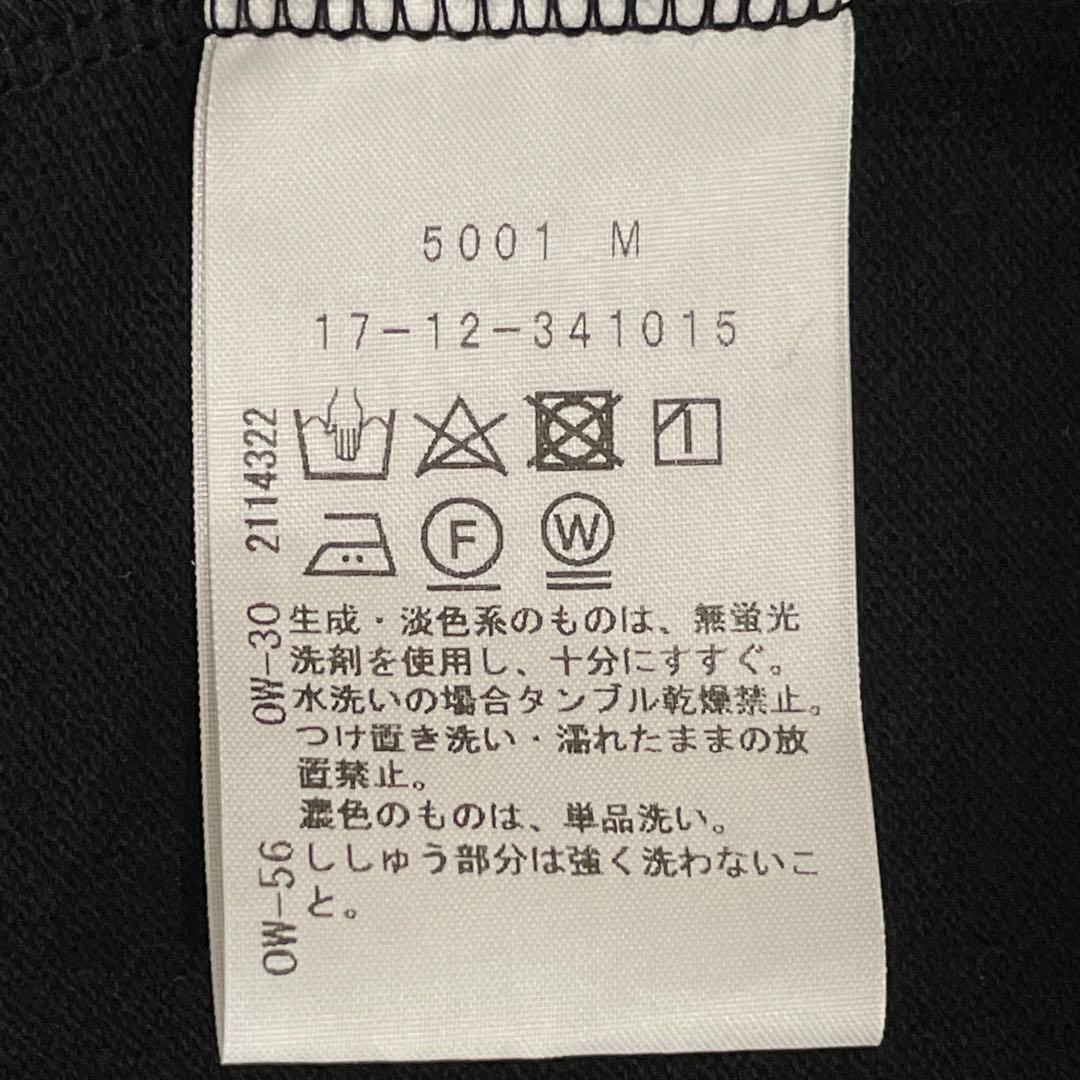 5001 M
17-12-341015
F W
生成・淡色系のものは、無蛍光
洗剤を使用し、十分にすすぐ。
水洗いの場合タンブル乾燥禁止。
つけ置き洗い・濡れたままの放
置禁止。
濃色のものは、単品洗い。
ししゅう部分は強く洗わないこ
と。
2114322
OW-30
OW-56